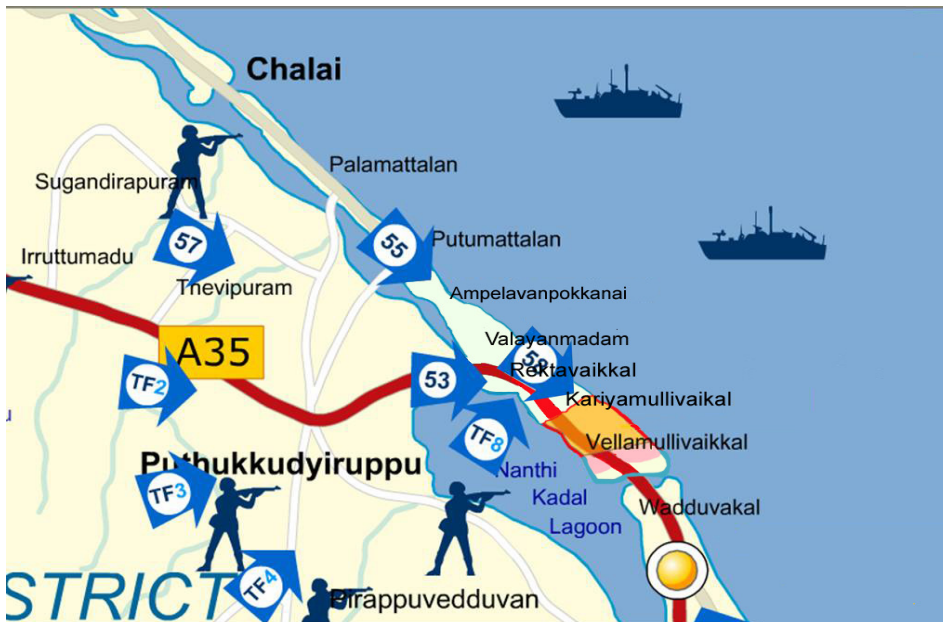 Chalai
Palamattalan
Sugandirapuram
57
55
Putumattalan
Irruttumadu
Tnevipuram
Ampelavanpokkanai
A35
Valayanmadam
58
Rektavaikkal
TF2
53
Kariyamullivaikal
TF8
Vellamullivaikkal
Puthukkudyiruppu
Nanthi
TF3
Kadal
Wadduvakal
Lagoon
TF4
STRICT
Pirappuvedduvan